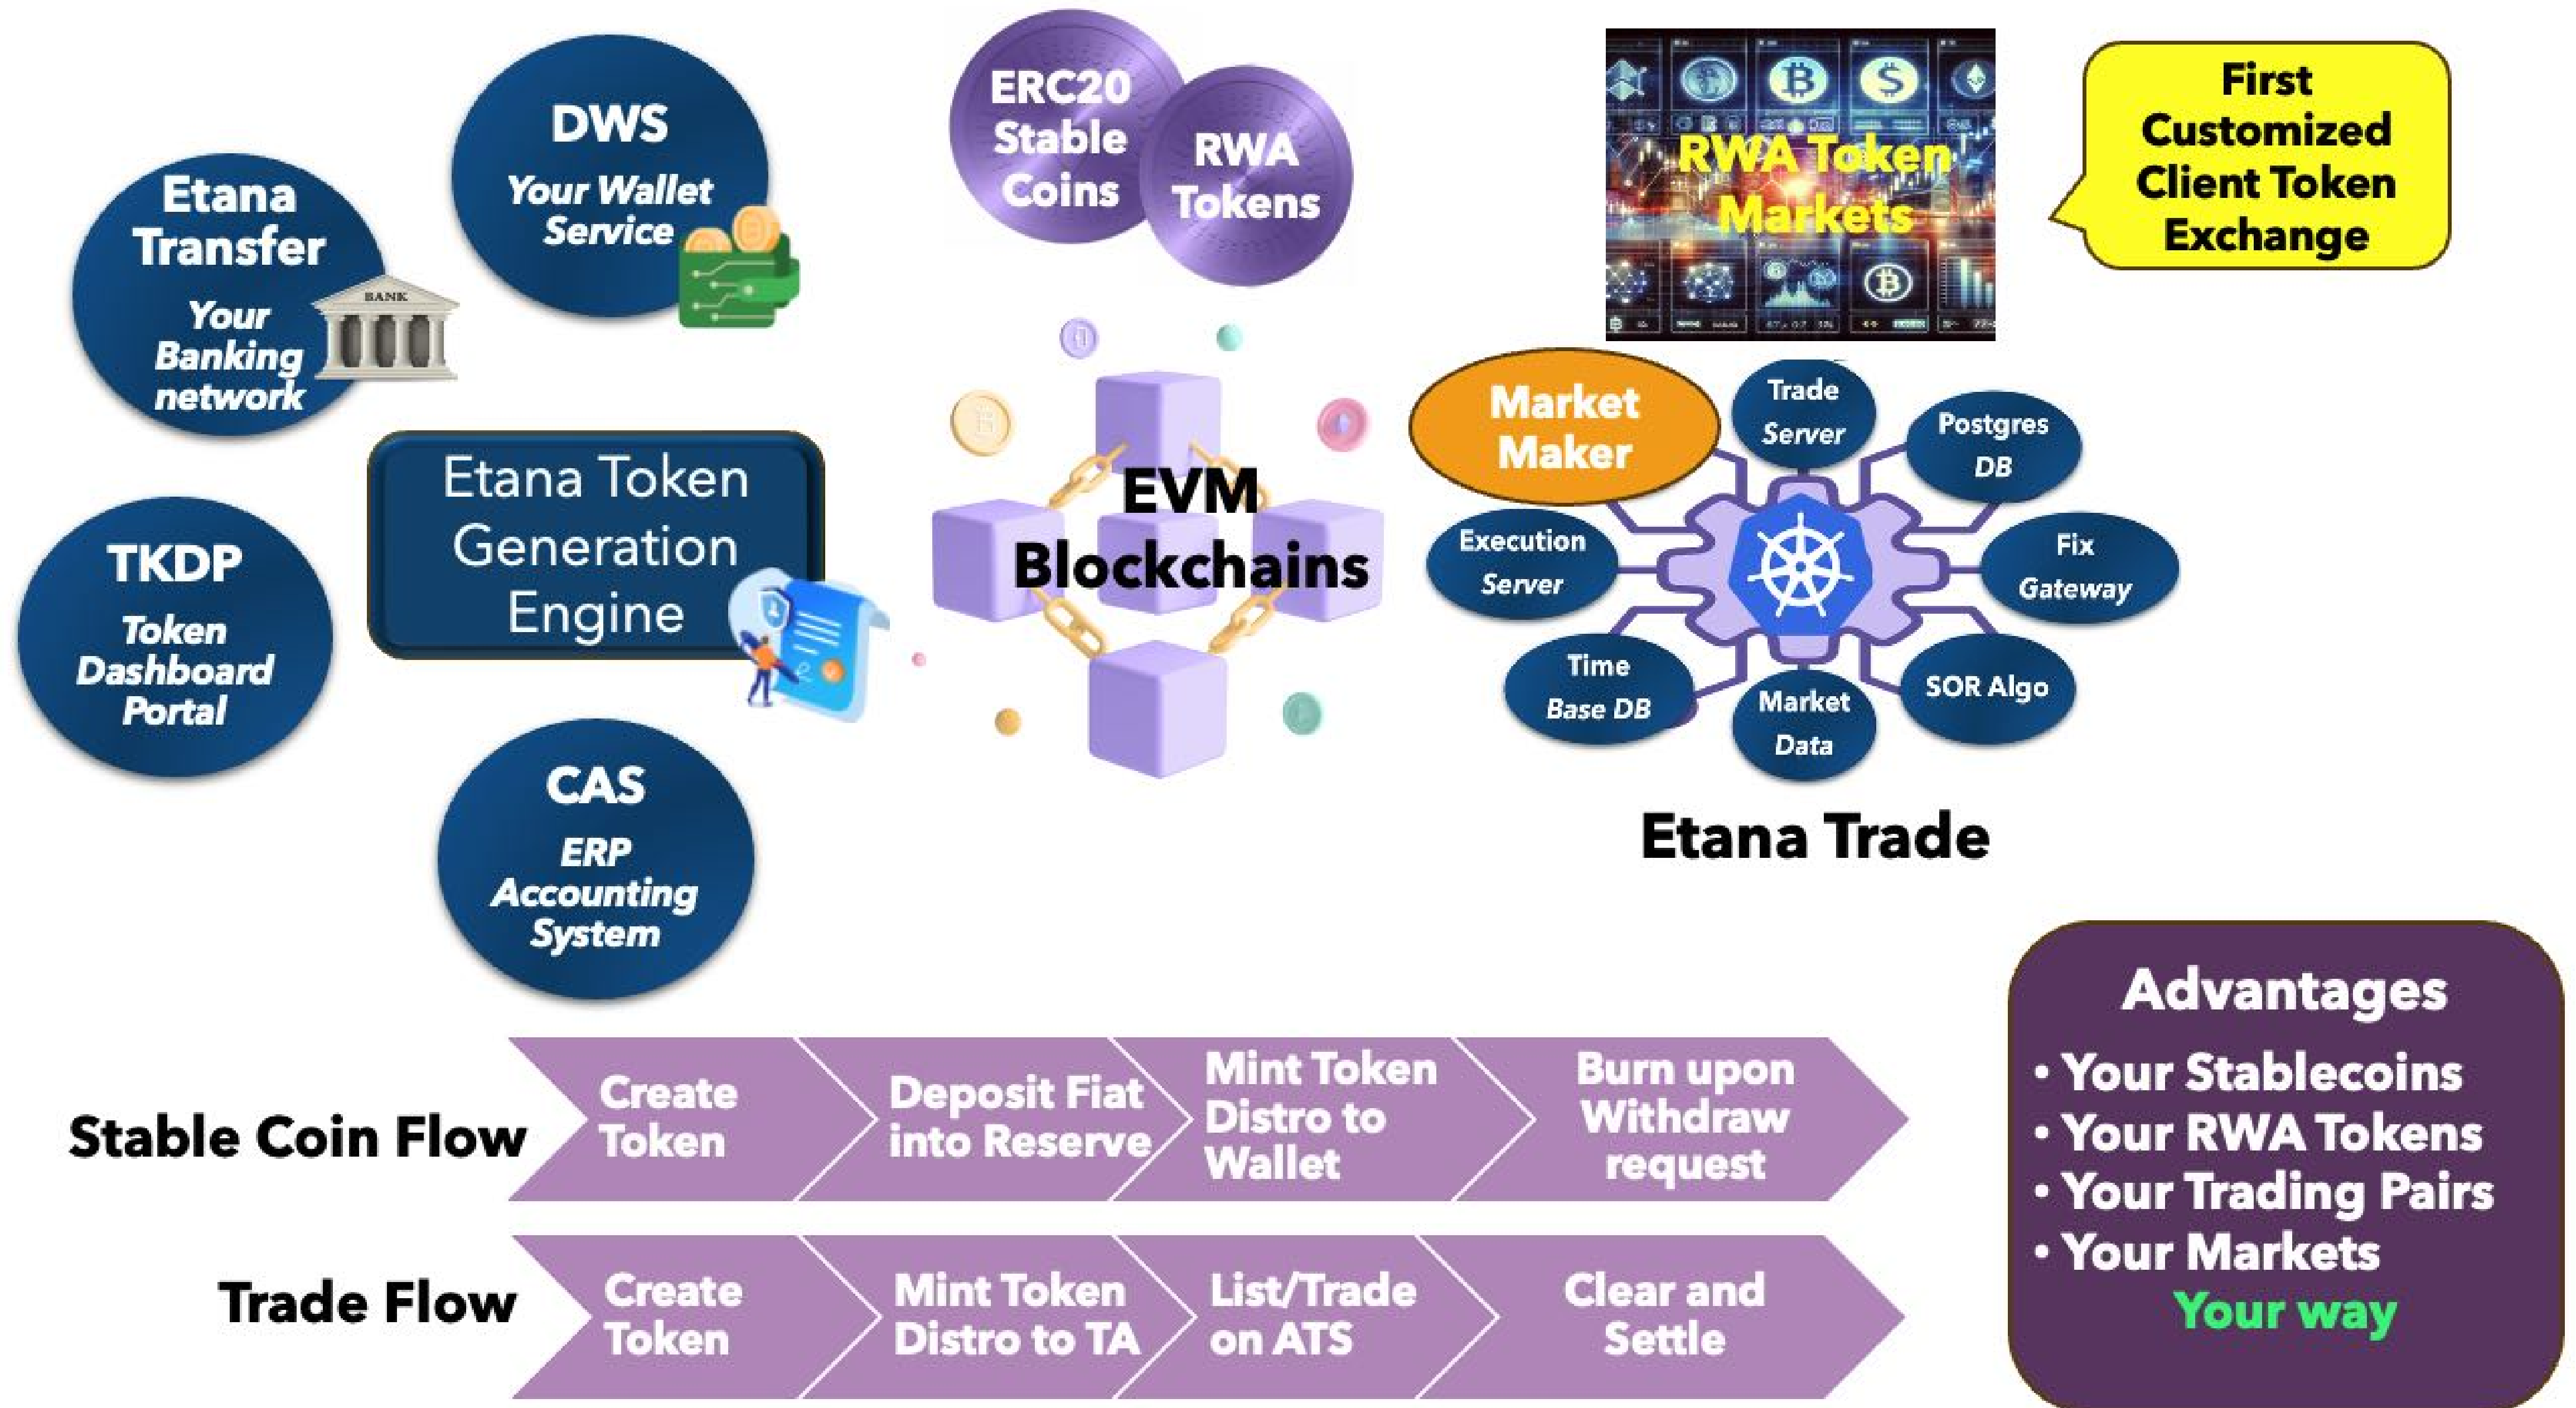 DWS
Your Wallet
Service
Etana
Transfer
Your
Banking
network
BANK
Etana Token
Generation
Engine
TKDP
Token
Dashboard
Portal
CAS
ERP
Accounting
System
ERC20
Stable
Coins
RWA
Tokens
EVM
Blockchains
RWA Token
Markets
First
Customized
Client Token
Exchange
Market
Maker
Trade
Server
Postgres
DB
Execution
Server
Fix
Gateway
Time
Base DB
Market
Data
SOR Algo
Etana Trade
Stable Coin Flow
Create
Token
Deposit Fiat
into Reserve
Mint Token
Distro to
Wallet
Burn upon
Withdraw
request
Trade Flow
Create
Token
Mint Token
Distro to TA
List/Trade
on ATS
Clear and
Settle
Advantages
• Your Stablecoins
• Your RWA Tokens
• Your Trading Pairs
• Your Markets
Your way